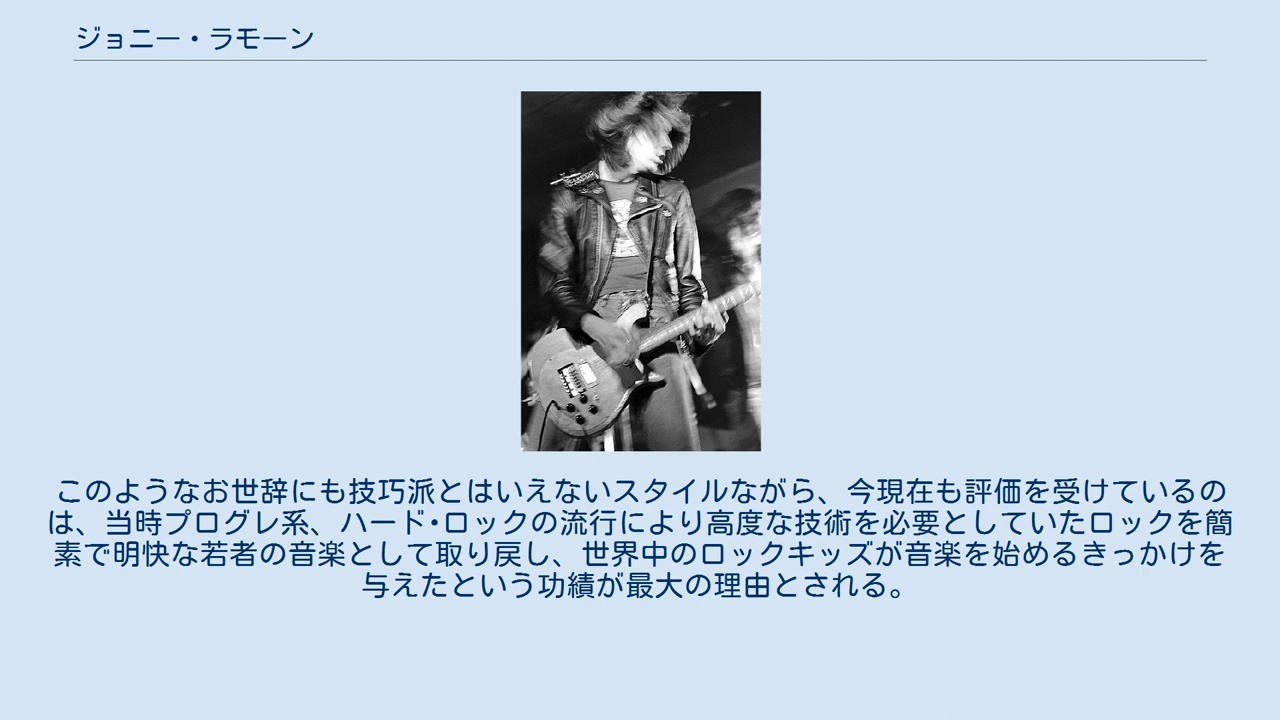 ジョニー・ラモーン
このようなお世辞にも技巧派とはいえないスタイルながら、今現在も評価を受けているの
は、当時プログレ系、ハード・ロックの流行により高度な技術を必要としていたロックを簡
素で明快な若者の音楽として取り戻し、世界中のロックキッズが音楽を始めるきっかけを
与えたという功績が最大の理由とされる。